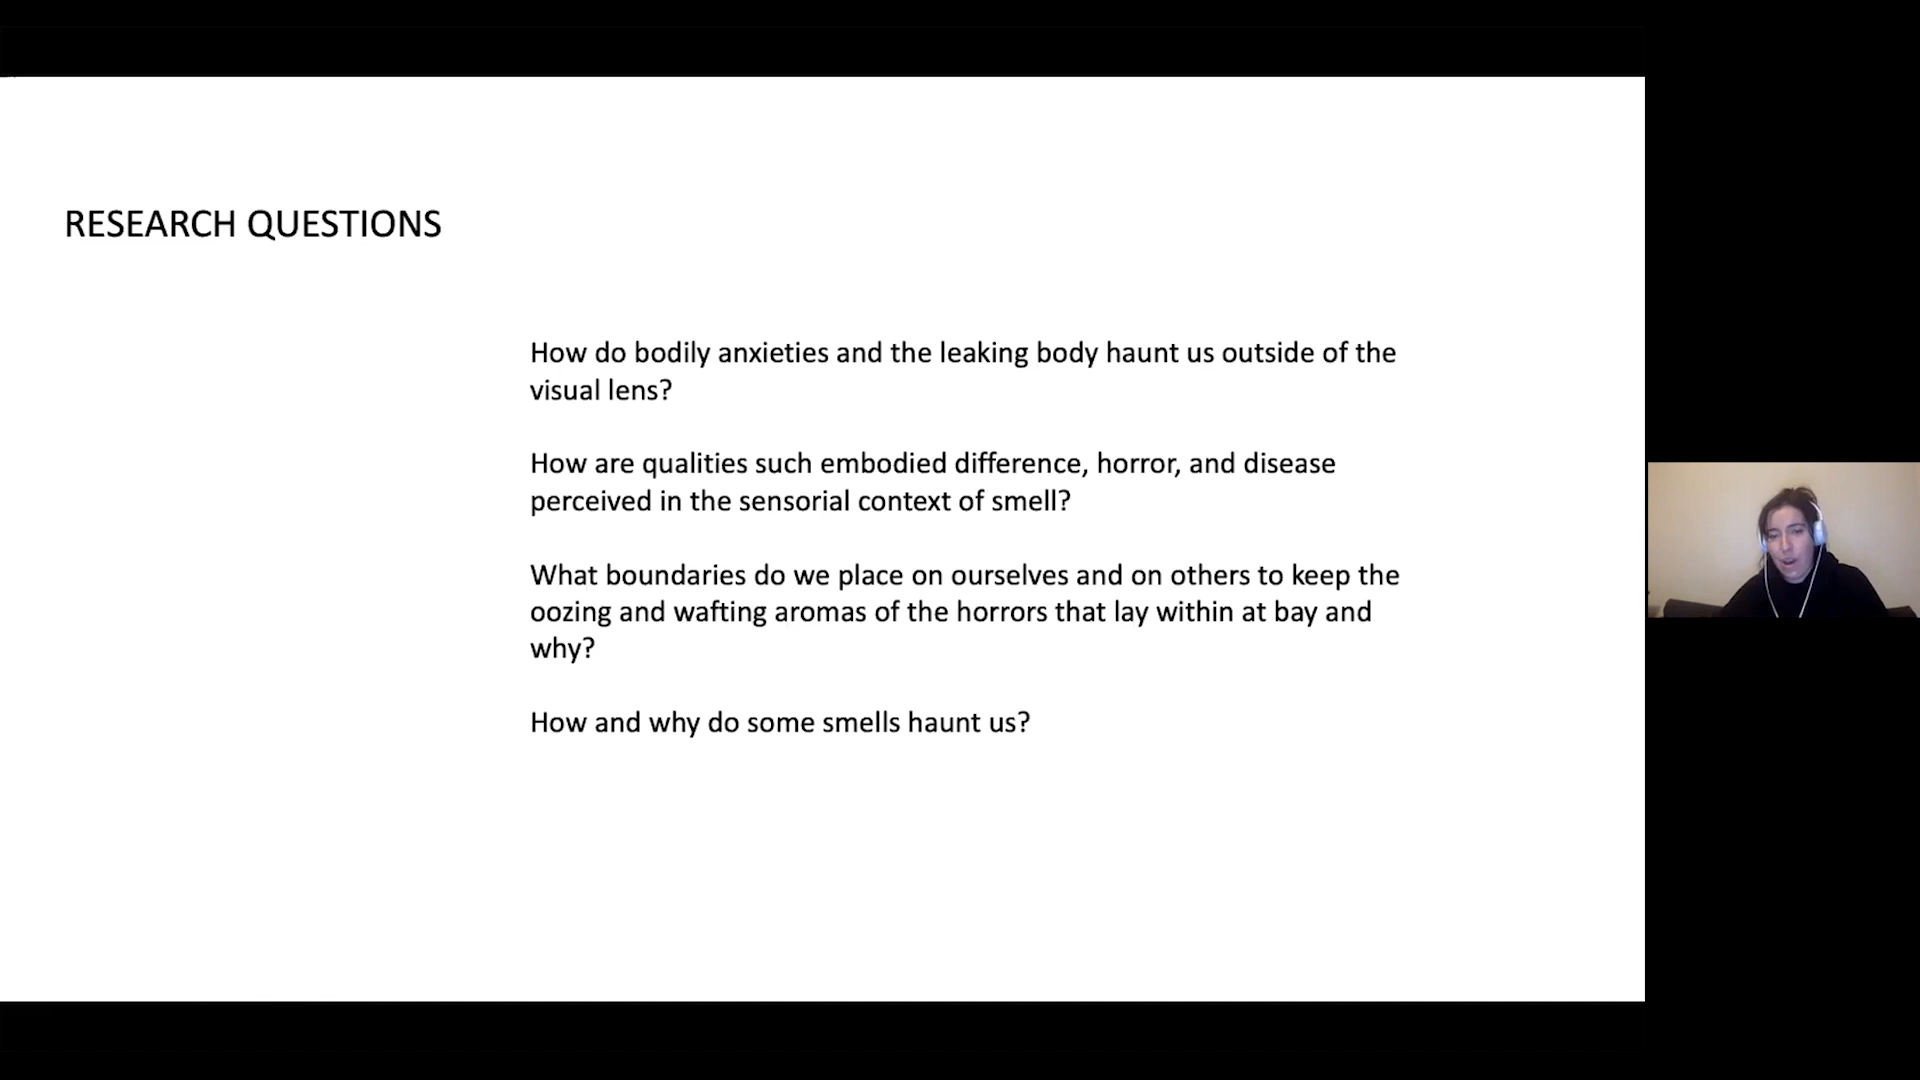 RESEARCH QUESTIONS
How do bodily anxieties and the leaking body haunt us outside of the
visual lens?
How are qualities such embodied difference, horror, and disease
perceived in the sensorial context of smell?
What boundaries do we place on ourselves and on others to keep the
oozing and wafting aromas of the horrors that lay within at bay and
why?
How and why do some smells haunt us?